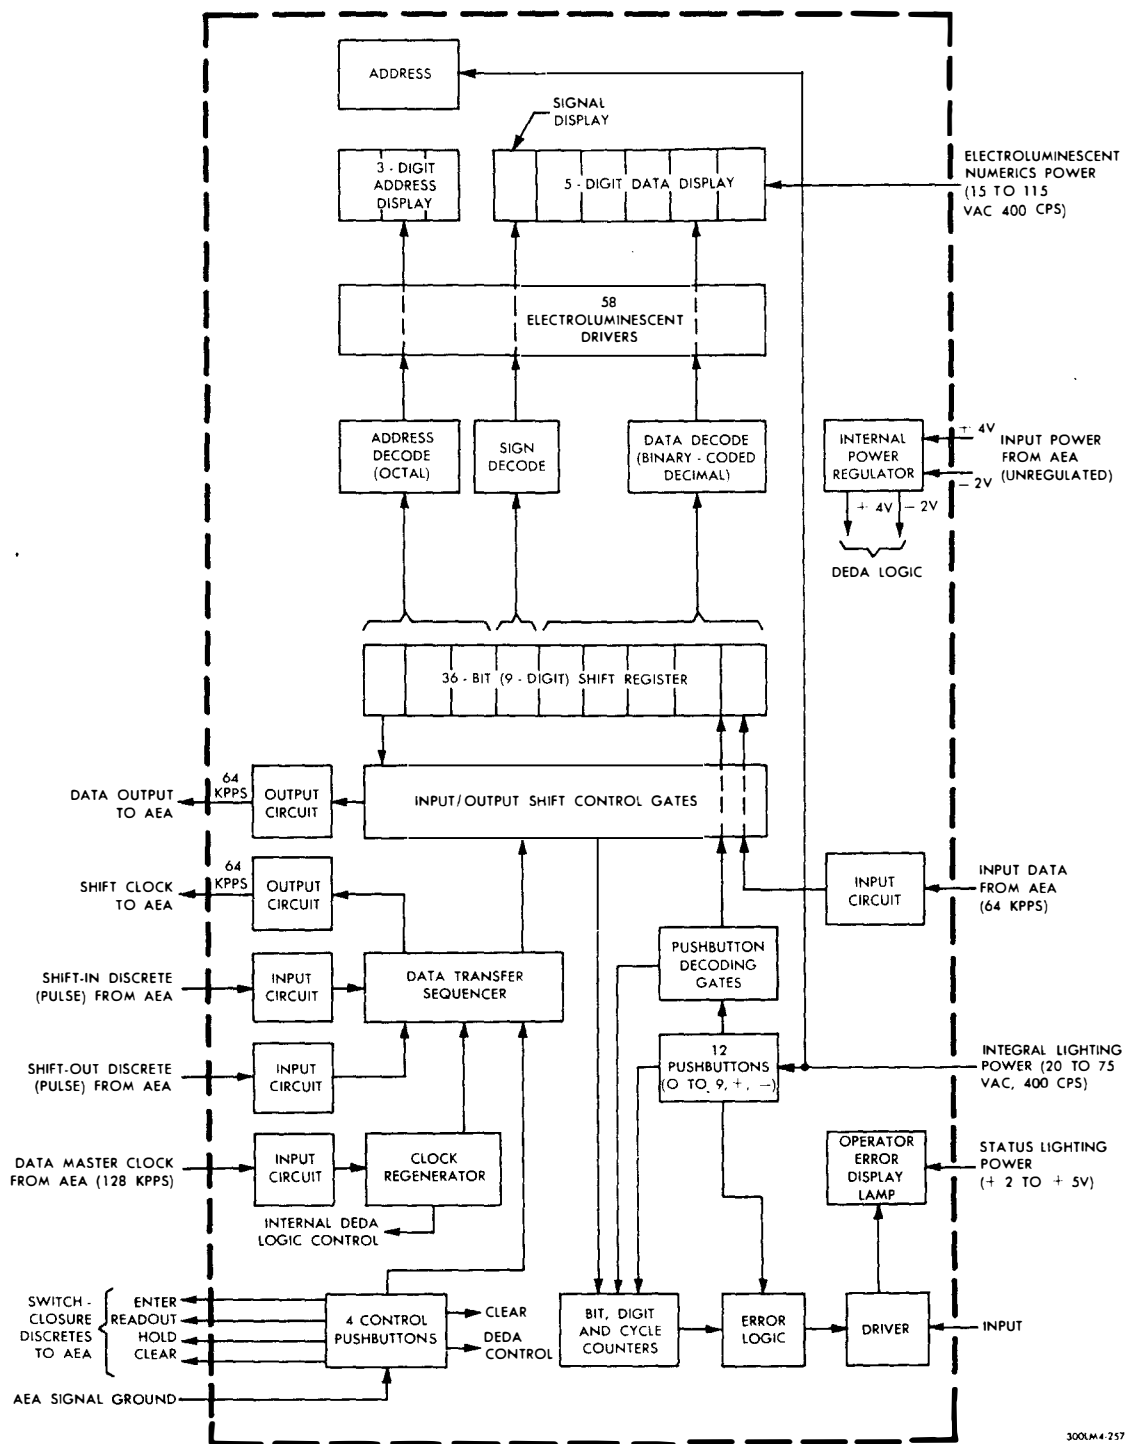 ADDRESS
SIGNAL
DISPLAY
3 - DIGIT
ADDRESS
DISPLAY
5 - DIGIT DATA DISPLAY
ELECTROLUMINESCENT
NUMERICS POWER
(15 TO 115
VAC 400 CPS)
58
ELECTROLUMINESCENT
DRIVERS
ADDRESS
DECODE
(OCTAL)
SIGN
DECODE
DATA DECODE
(BINARY - CODED
DECIMAL)
INTERNAL
POWER
REGULATOR
+ 4V
- 2V
INPUT POWER
FROM AEA
(UNREGULATED)
+ 4V
- 2V
DEDA LOGIC
36 - BIT (9 - DIGIT) SHIFT REGISTER
DATA OUTPUT
TO AEA
64
KPPS
OUTPUT
CIRCUIT
INPUT/OUTPUT SHIFT CONTROL GATES
SHIFT CLOCK
TO AEA
64
KPPS
OUTPUT
CIRCUIT
INPUT
CIRCUIT
INPUT DATA
FROM AEA
(64 KPPS)
PUSHBUTTON
DECODING
GATES
SHIFT-IN DISCRETE
(PULSE) FROM AEA
INPUT
CIRCUIT
DATA TRANSFER
SEQUENCER
SHIFT-OUT DISCRETE
(PULSE) FROM AEA
INPUT
CIRCUIT
12
PUSHBUTTONS
(O TO 9, +, -)
INTEGRAL LIGHTING
POWER (20 TO 75
VAC, 400 CPS)
DATA MASTER CLOCK
FROM AEA (128 KPPS)
INPUT
CIRCUIT
CLOCK
REGENERATOR
OPERATOR
ERROR
DISPLAY
LAMP
STATUS LIGHTING
POWER
(+ 2 TO + 5V)
INTERNAL DEDA
LOGIC CONTROL
SWITCH -
CLOSURE
DISCRETES
TO AEA
ENTER
READOUT
HOLD
CLEAR
4 CONTROL
PUSHBUTTONS
CLEAR
DEDA
CONTROL
BIT, DIGIT
AND CYCLE
COUNTERS
ERROR
LOGIC
DRIVER
INPUT
AEA SIGNAL GROUND
300LM4-257